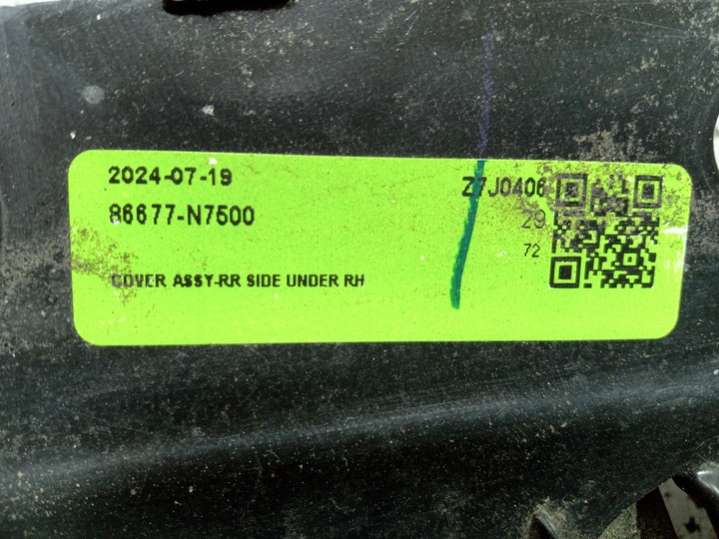 2024-07-19
86677-N7500
COVER ASSY-RR SIDE UNDER RH
Z7J0406
29
72